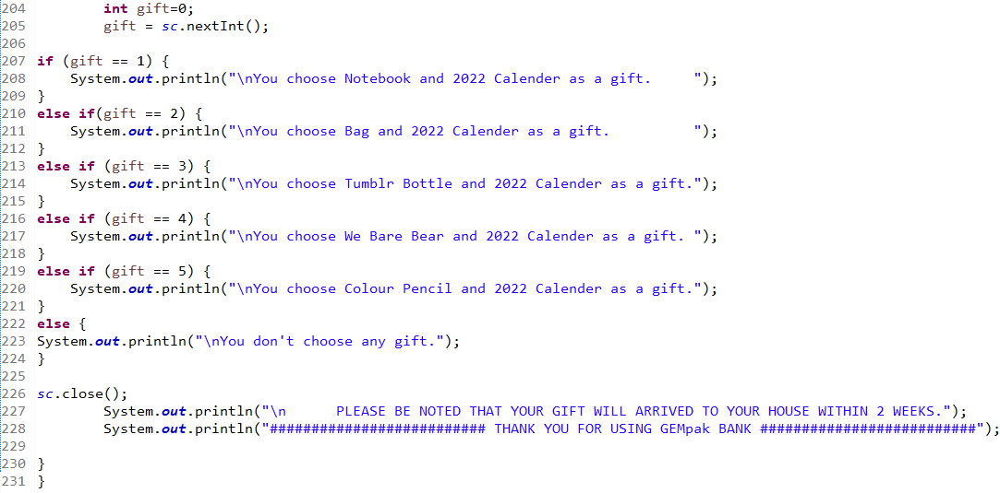 204         int gift=0;
205         gift = sc.nextInt();
206
207 if (gift == 1) {
208     System.out.println("\nYou choose Notebook and 2022 Calender as a gift.     ");
209 }
210 else if(gift == 2) {
211     System.out.println("\nYou choose Bag and 2022 Calender as a gift.          ");
212 }
213 else if (gift == 3) {
214     System.out.println("\nYou choose Tumblr Bottle and 2022 Calender as a gift.");
215 }
216 else if (gift == 4) {
217     System.out.println("\nYou choose We Bare Bear and 2022 Calender as a gift. ");
218 }
219 else if (gift == 5) {
220     System.out.println("\nYou choose Colour Pencil and 2022 Calender as a gift.");
221 }
222 else {
223 System.out.println("\nYou don't choose any gift.");
224 }
225
226 sc.close();
227         System.out.println("\n      PLEASE BE NOTED THAT YOUR GIFT WILL ARRIVED TO YOUR HOUSE WITHIN 2 WEEKS.");
228         System.out.println("########################## THANK YOU FOR USING GEMpak BANK ##########################");
229
230 }
231 }